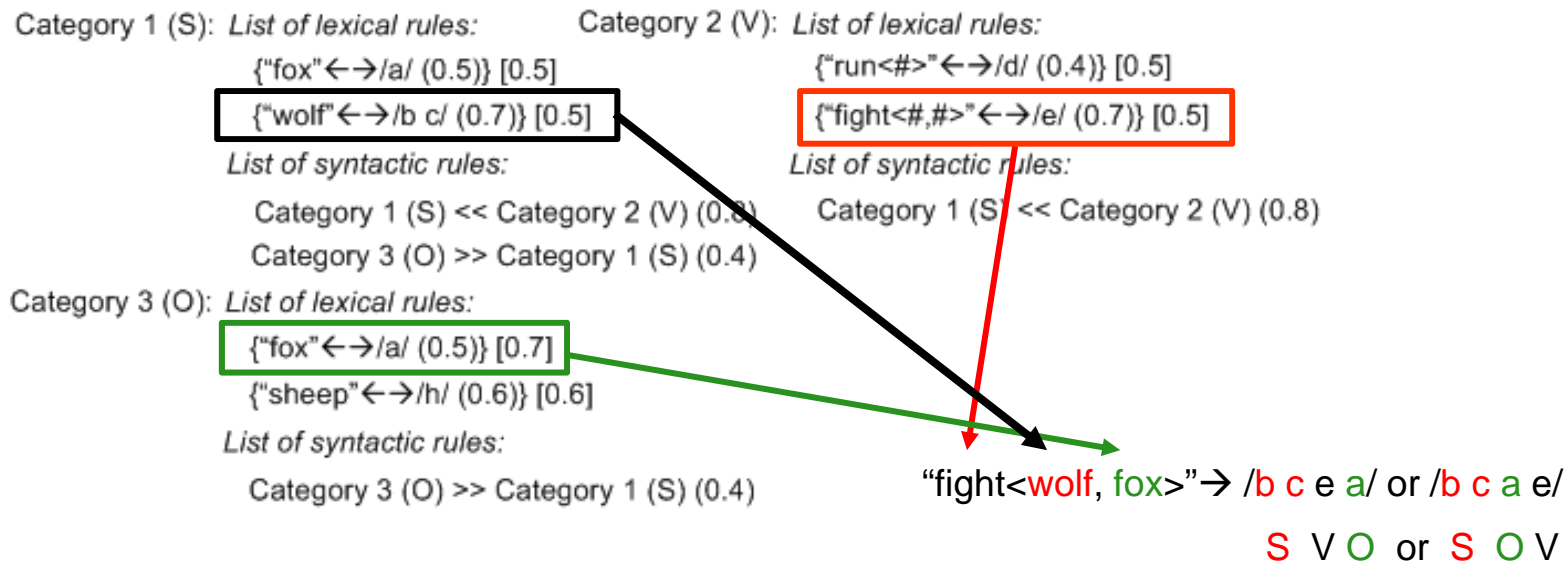 Category 1 (S): List of lexical rules:
{“fox”←→/a/ (0.5)} [0.5]
{“wolf”←→/b c/ (0.7)} [0.5]
List of syntactic rules:
Category 1 (S) << Category 2 (V) (0.8)
Category 3 (O) >> Category 1 (S) (0.4)
Category 2 (V): List of lexical rules:
{“run<#>”←→/d/ (0.4)} [0.5]
{“fight<#,#>”←→/e/ (0.7)} [0.5]
List of syntactic rules:
Category 1 (S) << Category 2 (V) (0.8)
Category 3 (O): List of lexical rules:
{“fox”←→/a/ (0.5)} [0.7]
{“sheep”←→/h/ (0.6)} [0.6]
List of syntactic rules:
Category 3 (O) >> Category 1 (S) (0.4)
“fight<wolf, fox>”→ /b c e a/ or /b c a e/
S V O or S O V